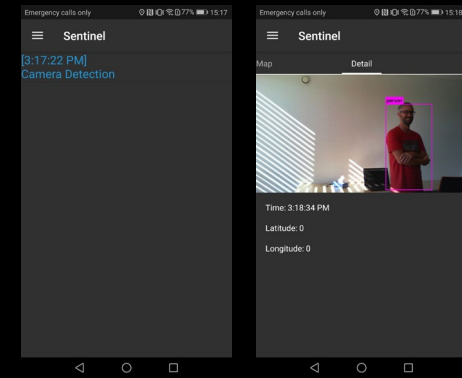 Emergency calls only
77% 15:17
Sentinel
[3:17:22 PM]
Camera Detection
Emergency calls only
77% 15:18
Sentinel
Map
Detail
person
Time: 3:18:34 PM
Latitude: 0
Longitude: 0